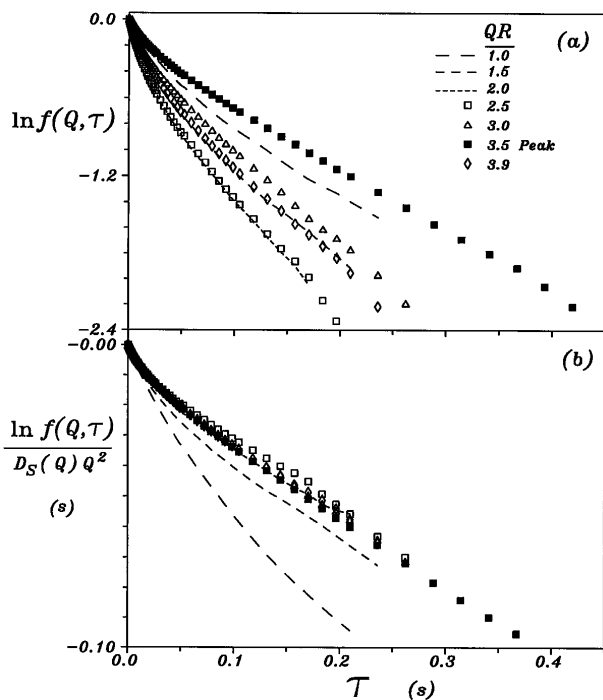 0.0
QR
(a)
1.0
1.5
2.0
ln f(Q,τ)
2.5
3.0
3.5 Peak
-1.2
3.9
-2.4
-0.00
(b)
ln f(Q,τ)
D_S(Q)Q²
(s)
-0.10
0.0 0.1 0.2 0.3 0.4
τ (s)